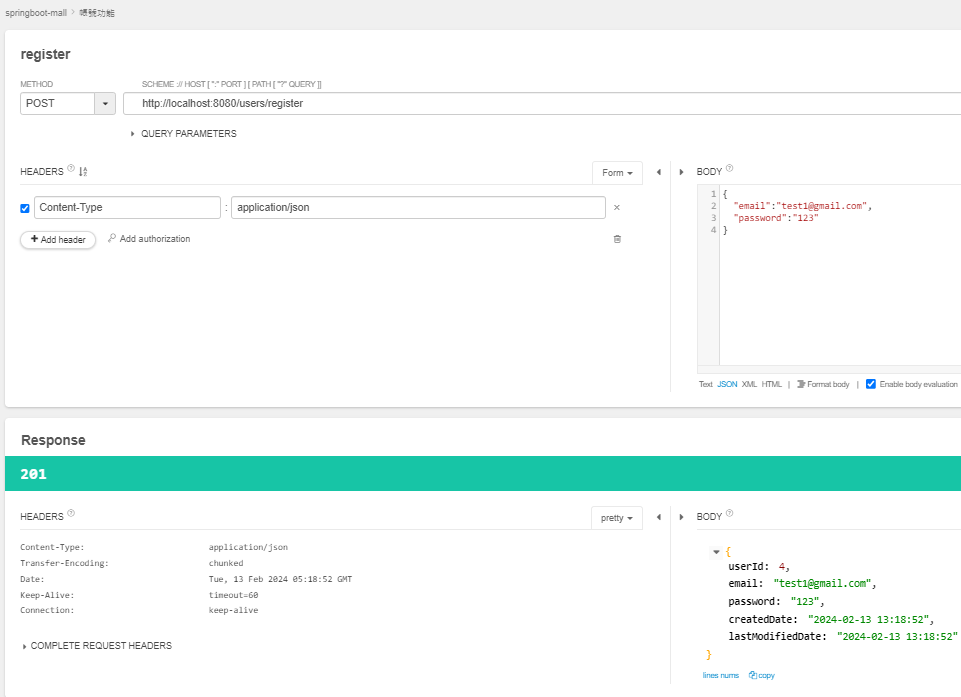 springboot-mall > 帳號功能
register
METHOD
SCHEME :// HOST [ ":" PORT ] [ PATH [ "?" QUERY ]]
POST
http://localhost:8080/users/register
QUERY PARAMETERS
HEADERS ?
Form
Content-Type : application/json ×
+ Add header
Add authorization
BODY ?
1 {
2 "email":"test1@gmail.com",
3 "password":"123"
4 }
Text JSON XML HTML | Format body | Enable body evaluation
Response
201
HEADERS ?
pretty
Content-Type: application/json
Transfer-Encoding: chunked
Date: Tue, 13 Feb 2024 05:18:52 GMT
Keep-Alive: timeout=60
Connection: keep-alive
COMPLETE REQUEST HEADERS
BODY ?
{
userId: 4,
email: "test1@gmail.com",
password: "123",
createdDate: "2024-02-13 13:18:52",
lastModifiedDate: "2024-02-13 13:18:52"
}
lines nums copy